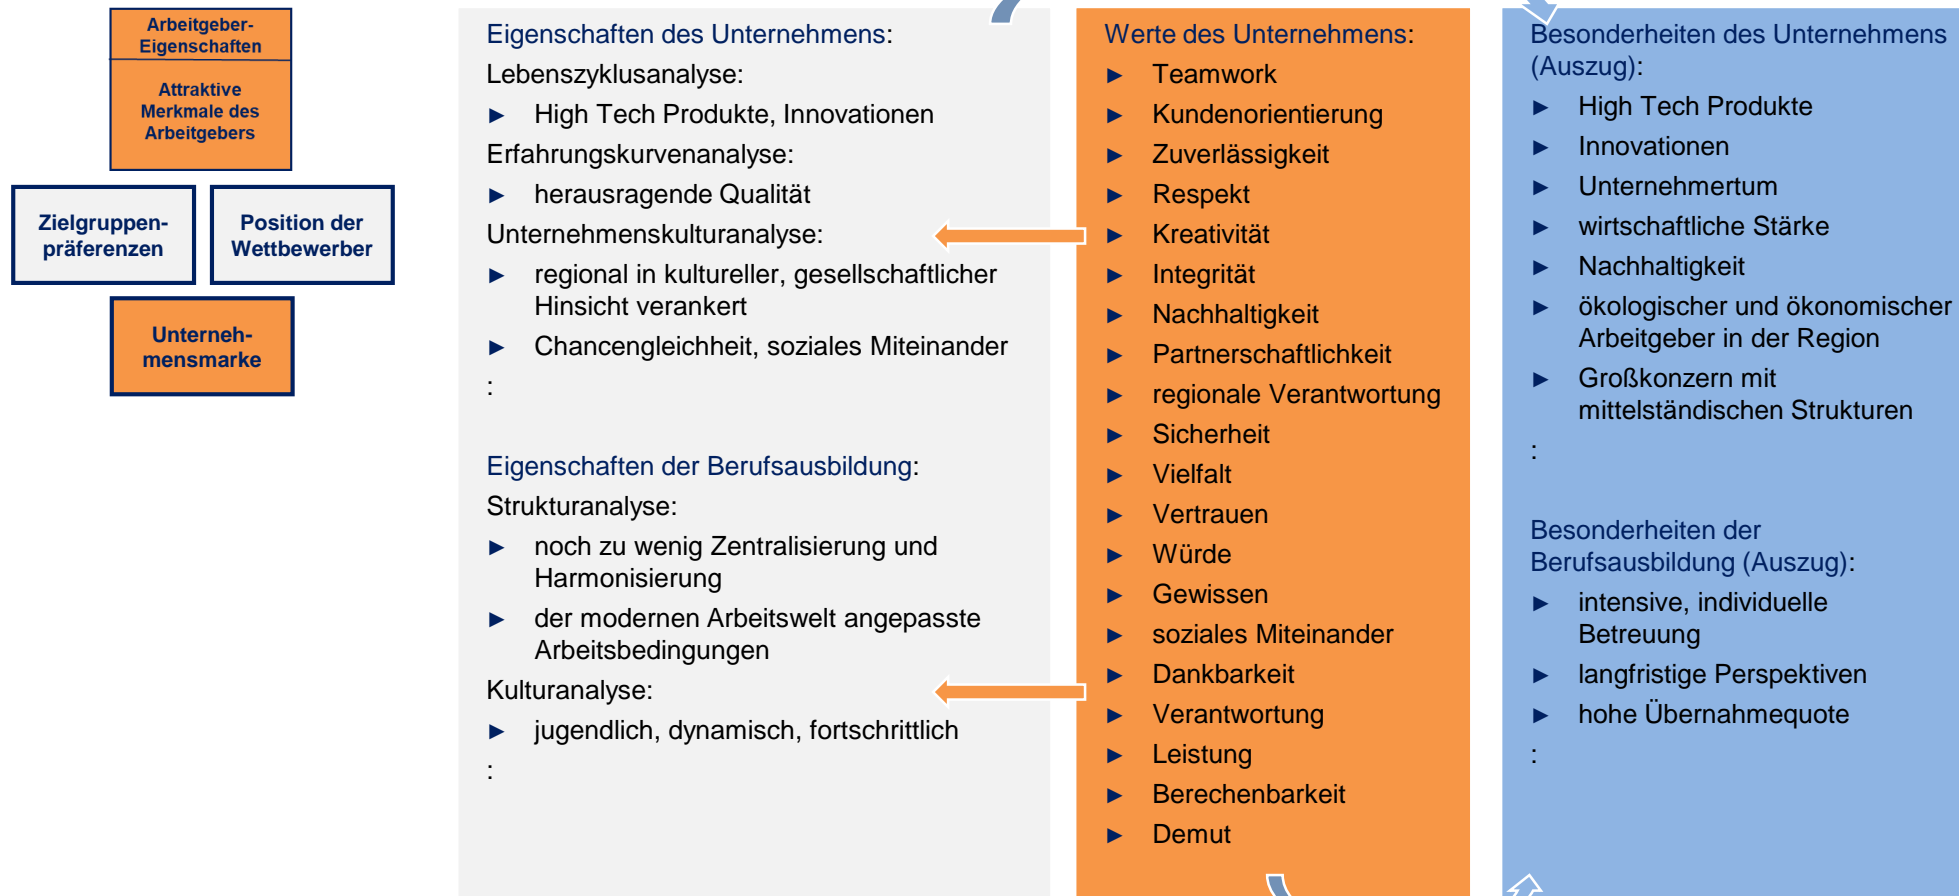 Arbeitgeber-
Eigenschaften
Attraktive
Merkmale des
Arbeitgebers
Zielgruppen-
präferenzen
Position der
Wettbewerber
Unterneh-
mensmarke
Eigenschaften des Unternehmens:
Lebenszyklusanalyse:
► High Tech Produkte, Innovationen
Erfahrungskurvenanalyse:
► herausragende Qualität
Unternehmenskulturanalyse:
► regional in kultureller, gesellschaftlicher
Hinsicht verankert
► Chancengleichheit, soziales Miteinander
:
Eigenschaften der Berufsausbildung:
Strukturanalyse:
► noch zu wenig Zentralisierung und
Harmonisierung
► der modernen Arbeitswelt angepasste
Arbeitsbedingungen
Kulturanalyse:
► jugendlich, dynamisch, fortschrittlich
:
Werte des Unternehmens:
► Teamwork
► Kundenorientierung
► Zuverlässigkeit
► Respekt
► Kreativität
► Integrität
► Nachhaltigkeit
► Partnerschaftlichkeit
► regionale Verantwortung
► Sicherheit
► Vielfalt
► Vertrauen
► Würde
► Gewissen
► soziales Miteinander
► Dankbarkeit
► Verantwortung
► Leistung
► Berechenbarkeit
► Demut
Besonderheiten des Unternehmens
(Auszug):
► High Tech Produkte
► Innovationen
► Unternehmertum
► wirtschaftliche Stärke
► Nachhaltigkeit
► ökologischer und ökonomischer
Arbeitgeber in der Region
► Großkonzern mit
mittelständischen Strukturen
:
Besonderheiten der
Berufsausbildung (Auszug):
► intensive, individuelle
Betreuung
► langfristige Perspektiven
► hohe Übernahmequote
: